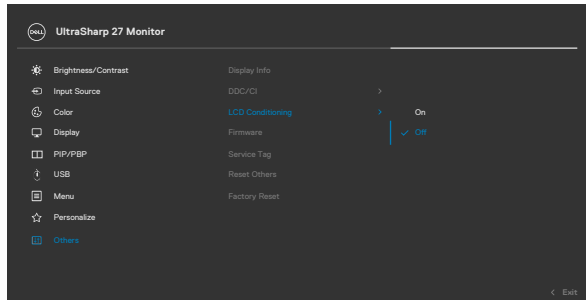 DELL UltraSharp 27 Monitor
Brightness/Contrast Display Info
Input Source DDC/CI
Color LCD Conditioning On
Display Firmware Off
PIP/PBP Service Tag
USB Reset Others
Menu Factory Reset
Personalize
Others
Exit